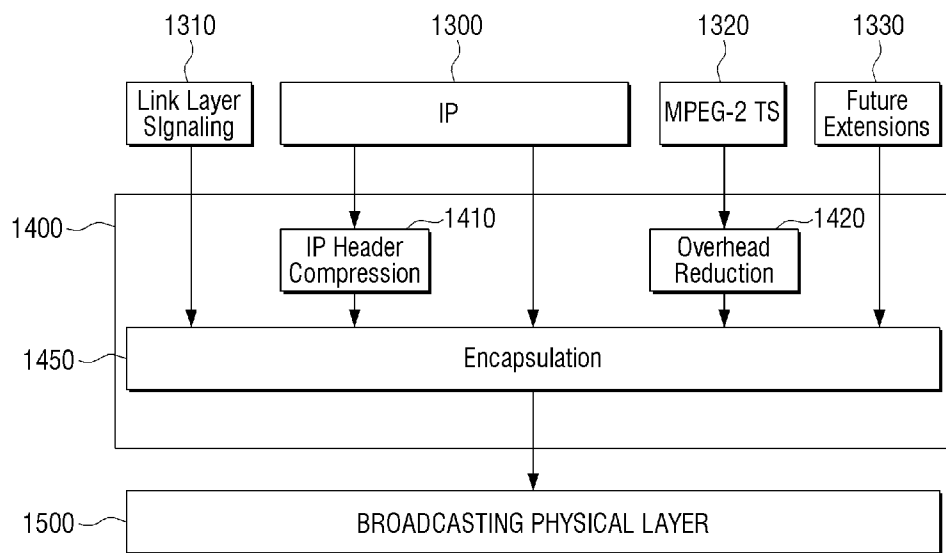 1310
1300
1320
1330
Link Layer
SIgnaling
IP
MPEG-2 TS
Future
Extensions
1400
1410
1420
IP Header
Compression
Overhead
Reduction
1450
Encapsulation
1500
BROADCASTING PHYSICAL LAYER